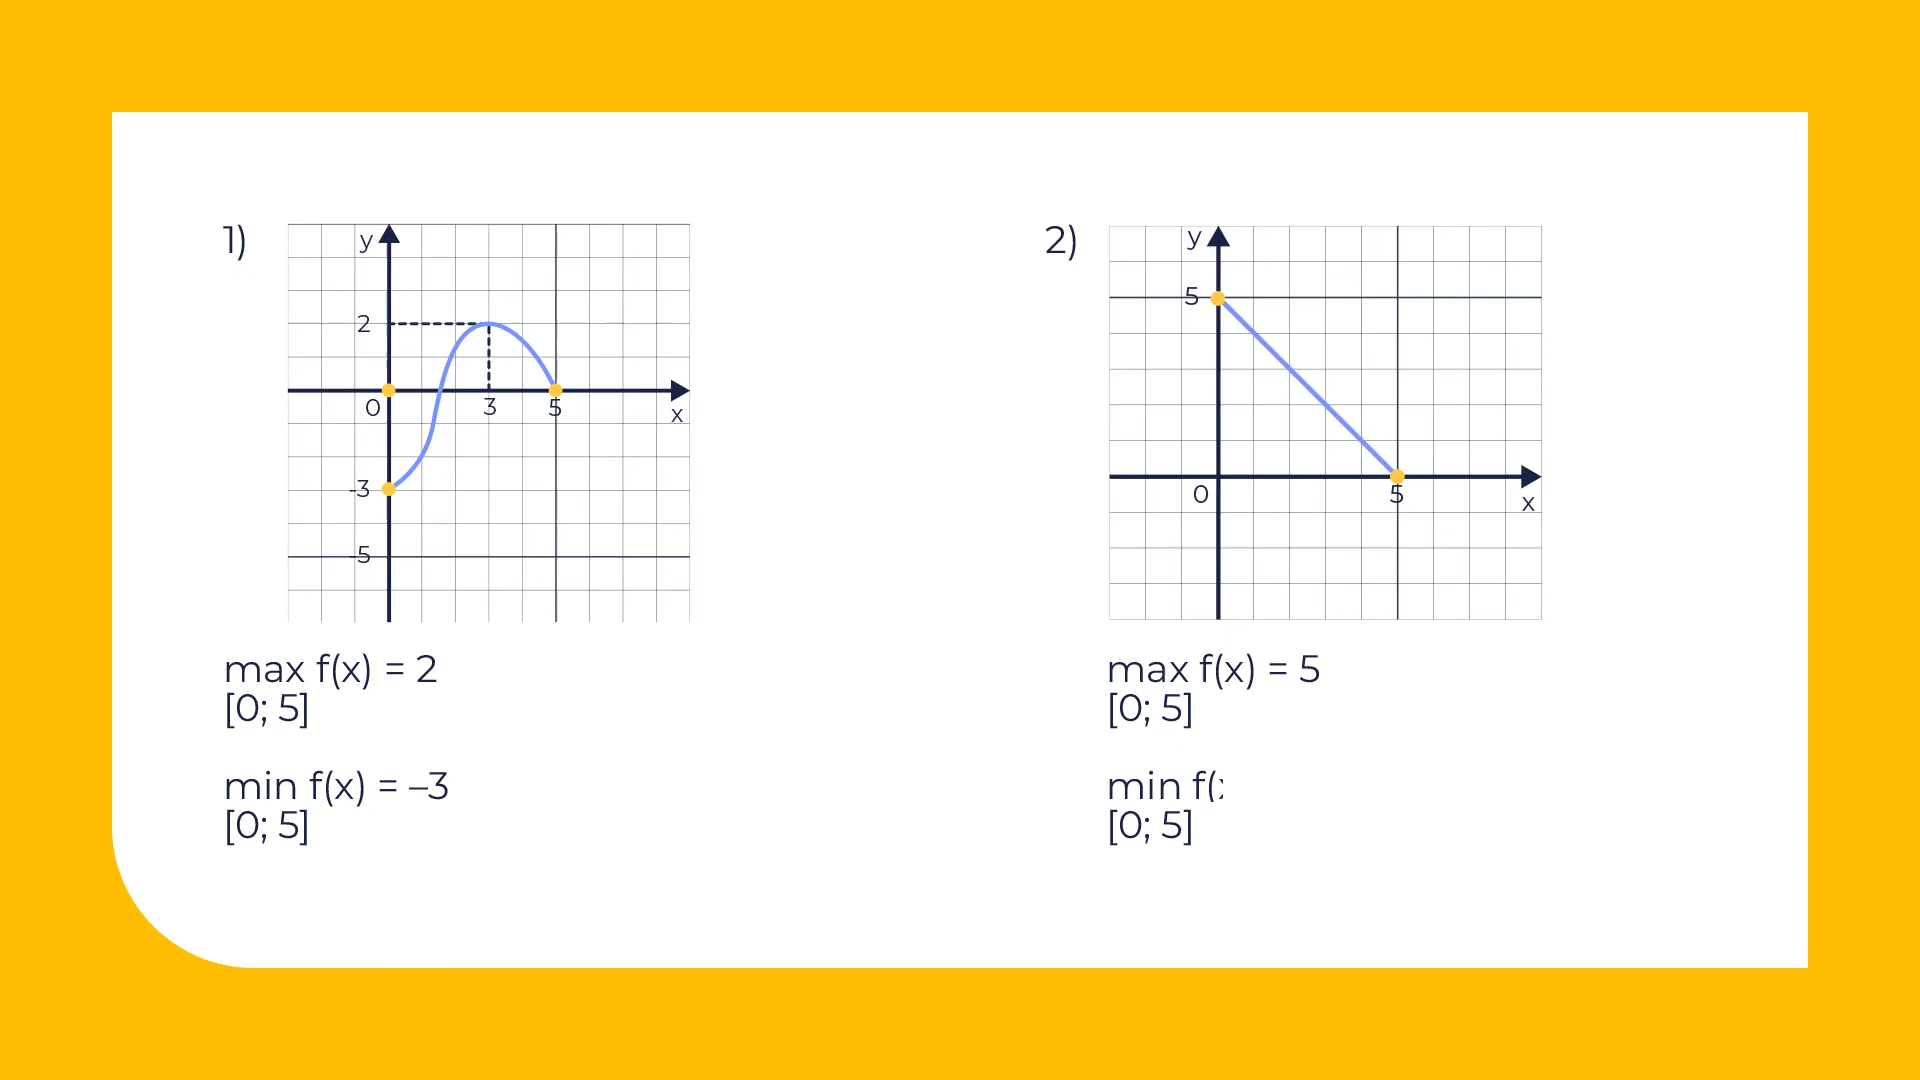 1)
y
2
0
3
5
x
-3
-5
max f(x) = 2
[0; 5]
min f(x) = –3
[0; 5]
2)
y
5
0
5
x
max f(x) = 5
[0; 5]
min f(
[0; 5]